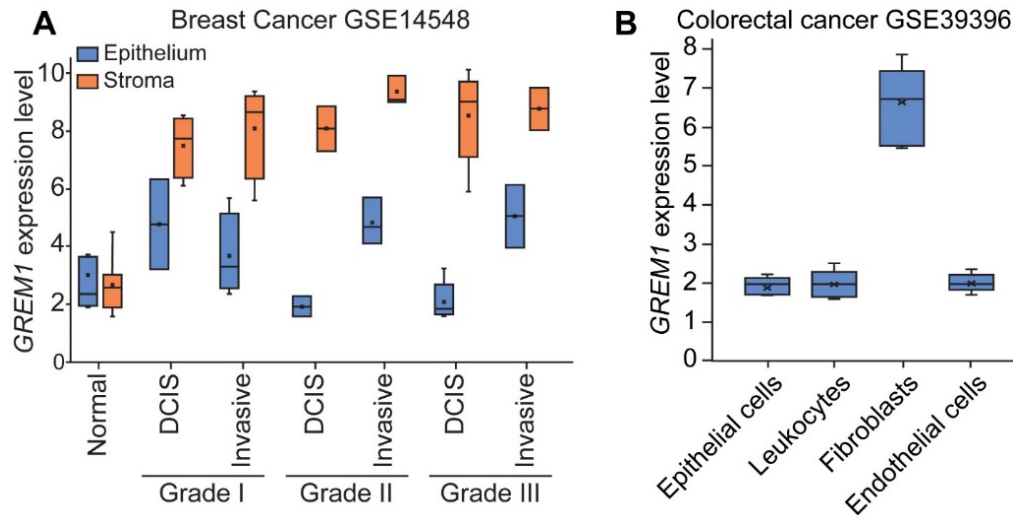 A Breast Cancer GSE14548
Epithelium
Stroma
GREM1 expression level
10
8
6
4
2
0
Normal
DCIS
Invasive
DCIS
Invasive
DCIS
Invasive
Grade I
Grade II
Grade III
B Colorectal cancer GSE39396
GREM1 expression level
8
7
6
5
4
3
2
1
0
Epithelial cells
Leukocytes
Fibroblasts
Endothelial cells